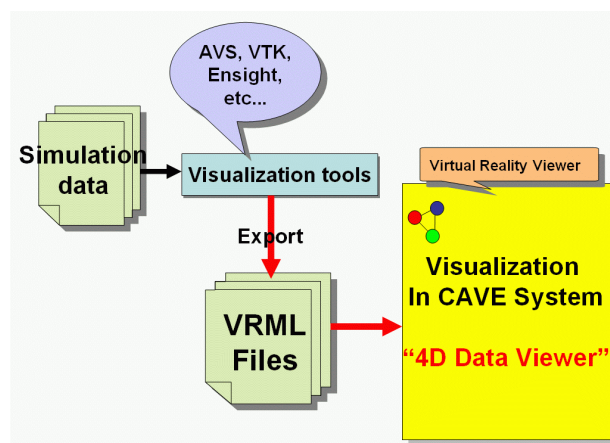 AVS, VTK,
Ensight,
etc...
Simulation
data
Visualization tools
Virtual Reality Viewer
Export
VRML
Files
Visualization
In CAVE System
“4D Data Viewer”